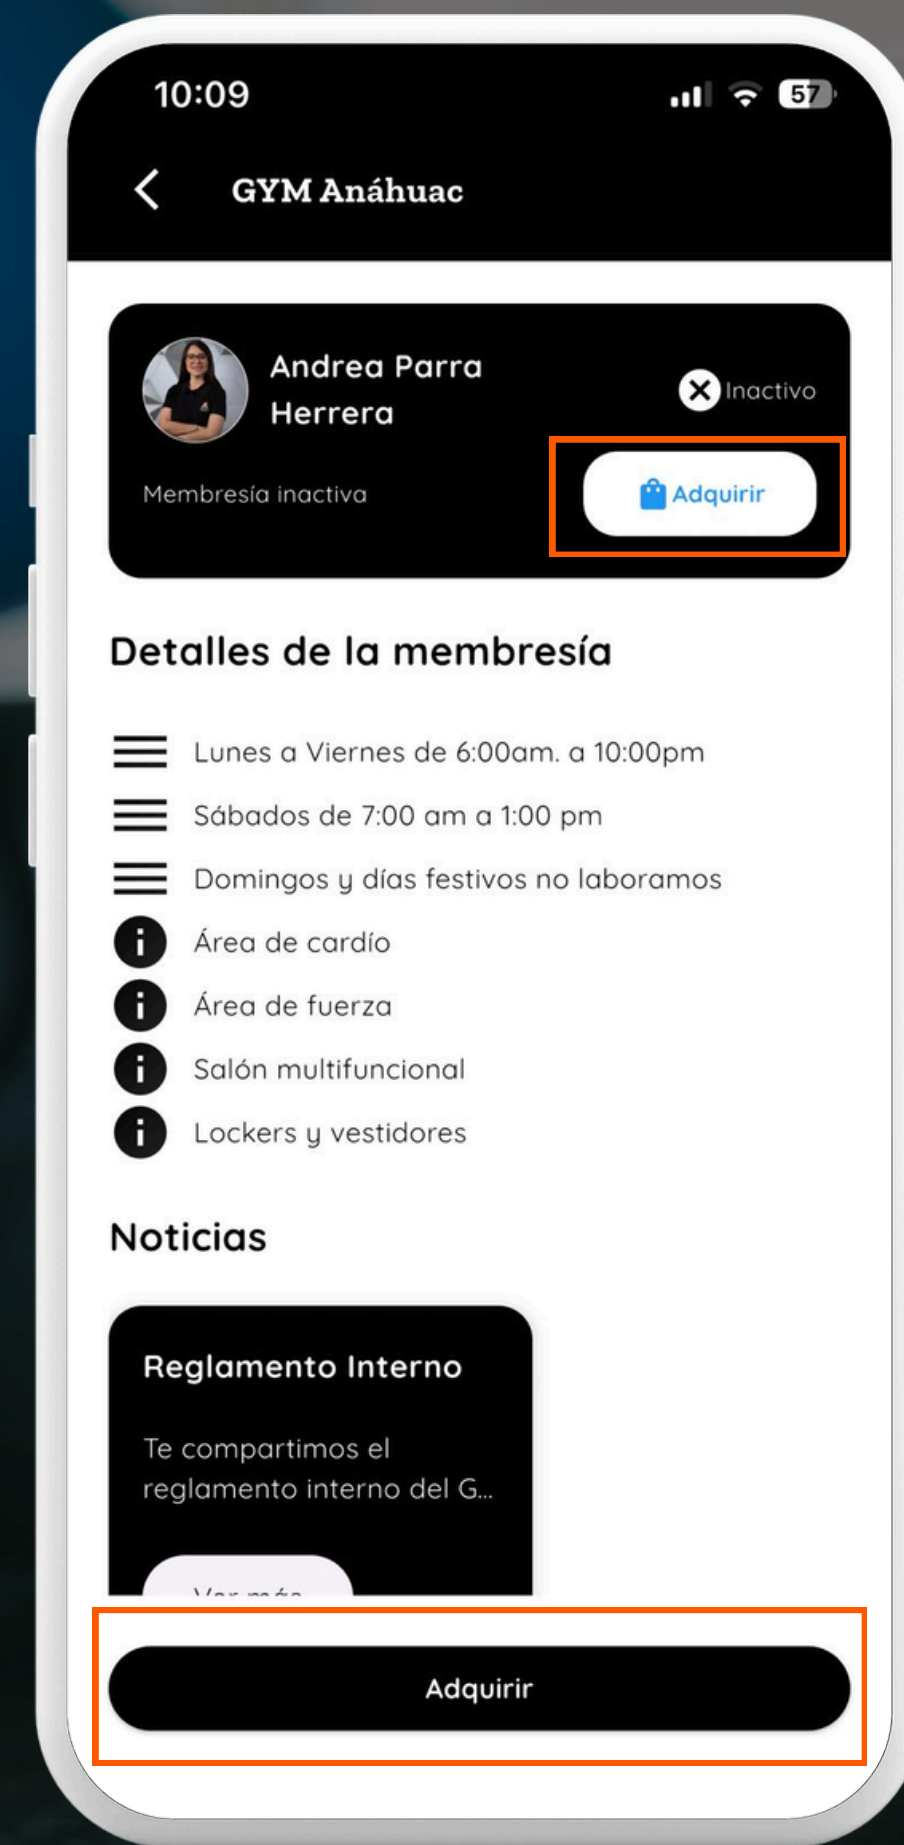 10:09
57
GYM Anáhuac
Andrea Parra
Herrera
Inactivo
Membresía inactiva
Adquirir
Detalles de la membresía
Lunes a Viernes de 6:00am. a 10:00pm
Sábados de 7:00 am a 1:00 pm
Domingos y días festivos no laboramos
Área de cardío
Área de fuerza
Salón multifuncional
Lockers y vestidores
Noticias
Reglamento Interno
Te compartimos el
reglamento interno del G...
Ver más
Adquirir